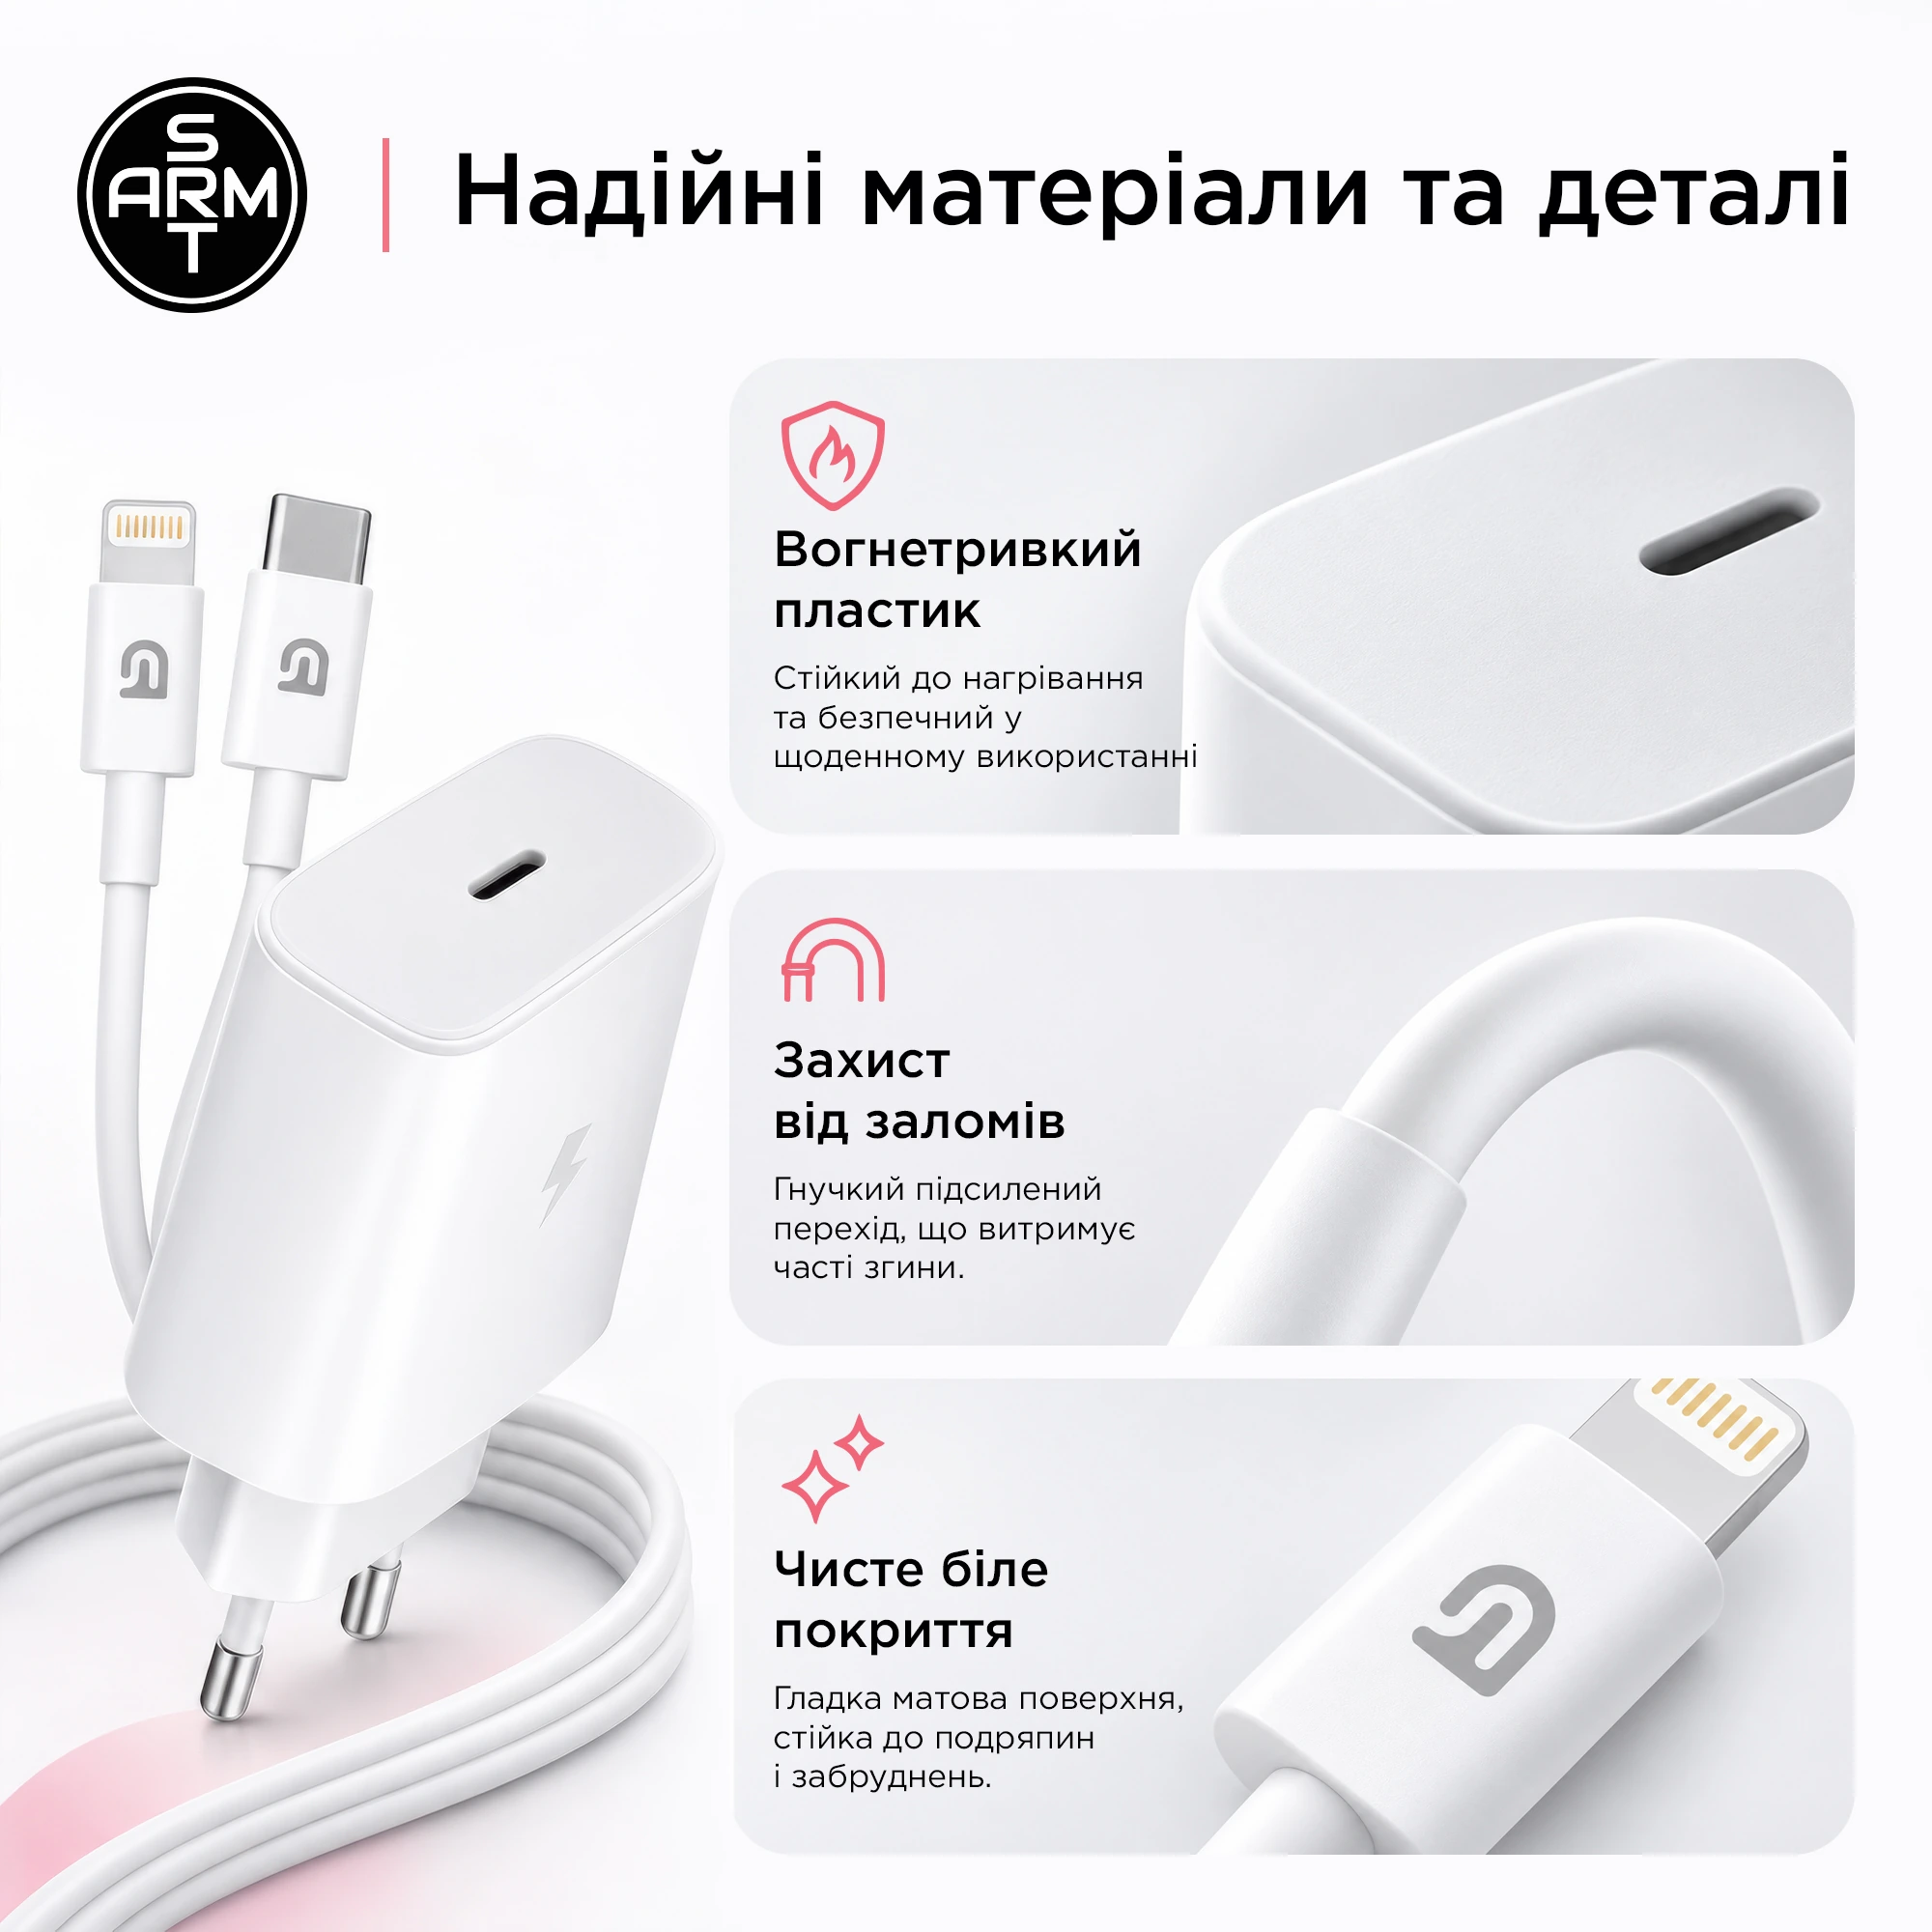 S
ARM
T
Надійні матеріали та деталі
Вогнетривкий
пластик
Стійкий до нагрівання
та безпечний у
щоденному використанні
Захист
від заломів
Гнучкий підсилений
перехід, що витримує
часті згини.
Чисте біле
покриття
Гладка матова поверхня,
стійка до подряпин
і забруднень.